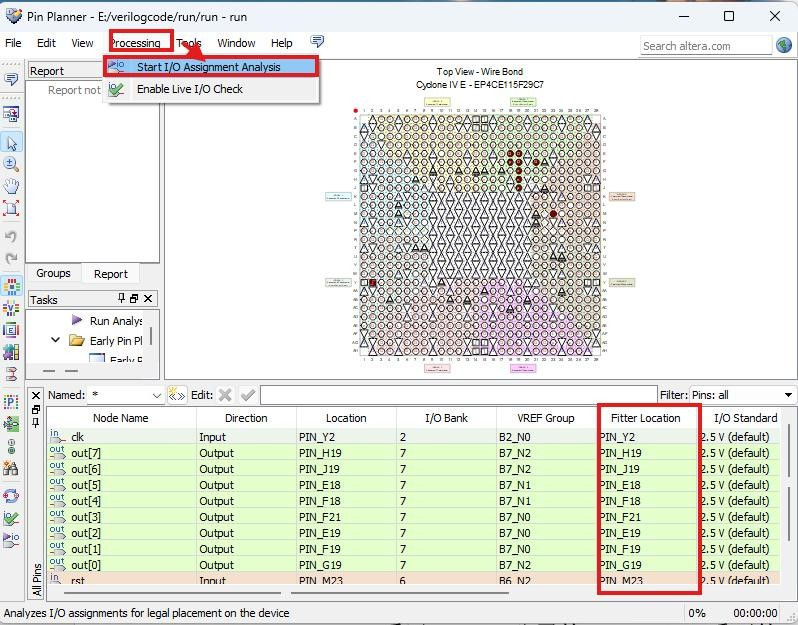 Pin Planner - E:/verilogcode/run/run - run
File Edit View Processing Tools Window Help
Search altera.com
Start I/O Assignment Analysis
Enable Live I/O Check
Report
Report not
Top View - Wire Bond
Cyclone IV E - EP4CE115F29C7
Groups Report
Tasks
Run Analys
Early Pin Pl
Early P
Named: * Edit: Filter: Pins: all
Node Name Direction Location I/O Bank VREF Group Fitter Location I/O Standard
in clk Input PIN_Y2 2 B2_N0 PIN_Y2 2.5 V (default)
out out[7] Output PIN_H19 7 B7_N2 PIN_H19 2.5 V (default)
out out[6] Output PIN_J19 7 B7_N2 PIN_J19 2.5 V (default)
out out[5] Output PIN_E18 7 B7_N1 PIN_E18 2.5 V (default)
out out[4] Output PIN_F18 7 B7_N1 PIN_F18 2.5 V (default)
out out[3] Output PIN_F21 7 B7_N0 PIN_F21 2.5 V (default)
out out[2] Output PIN_E19 7 B7_N0 PIN_E19 2.5 V (default)
out out[1] Output PIN_F19 7 B7_N0 PIN_F19 2.5 V (default)
out out[0] Output PIN_G19 7 B7_N2 PIN_G19 2.5 V (default)
in rst Input PIN_M23 6 B6_N2 PIN_M23 2.5 V (default)
All Pins
Analyzes I/O assignments for legal placement on the device 0% 00:00:00